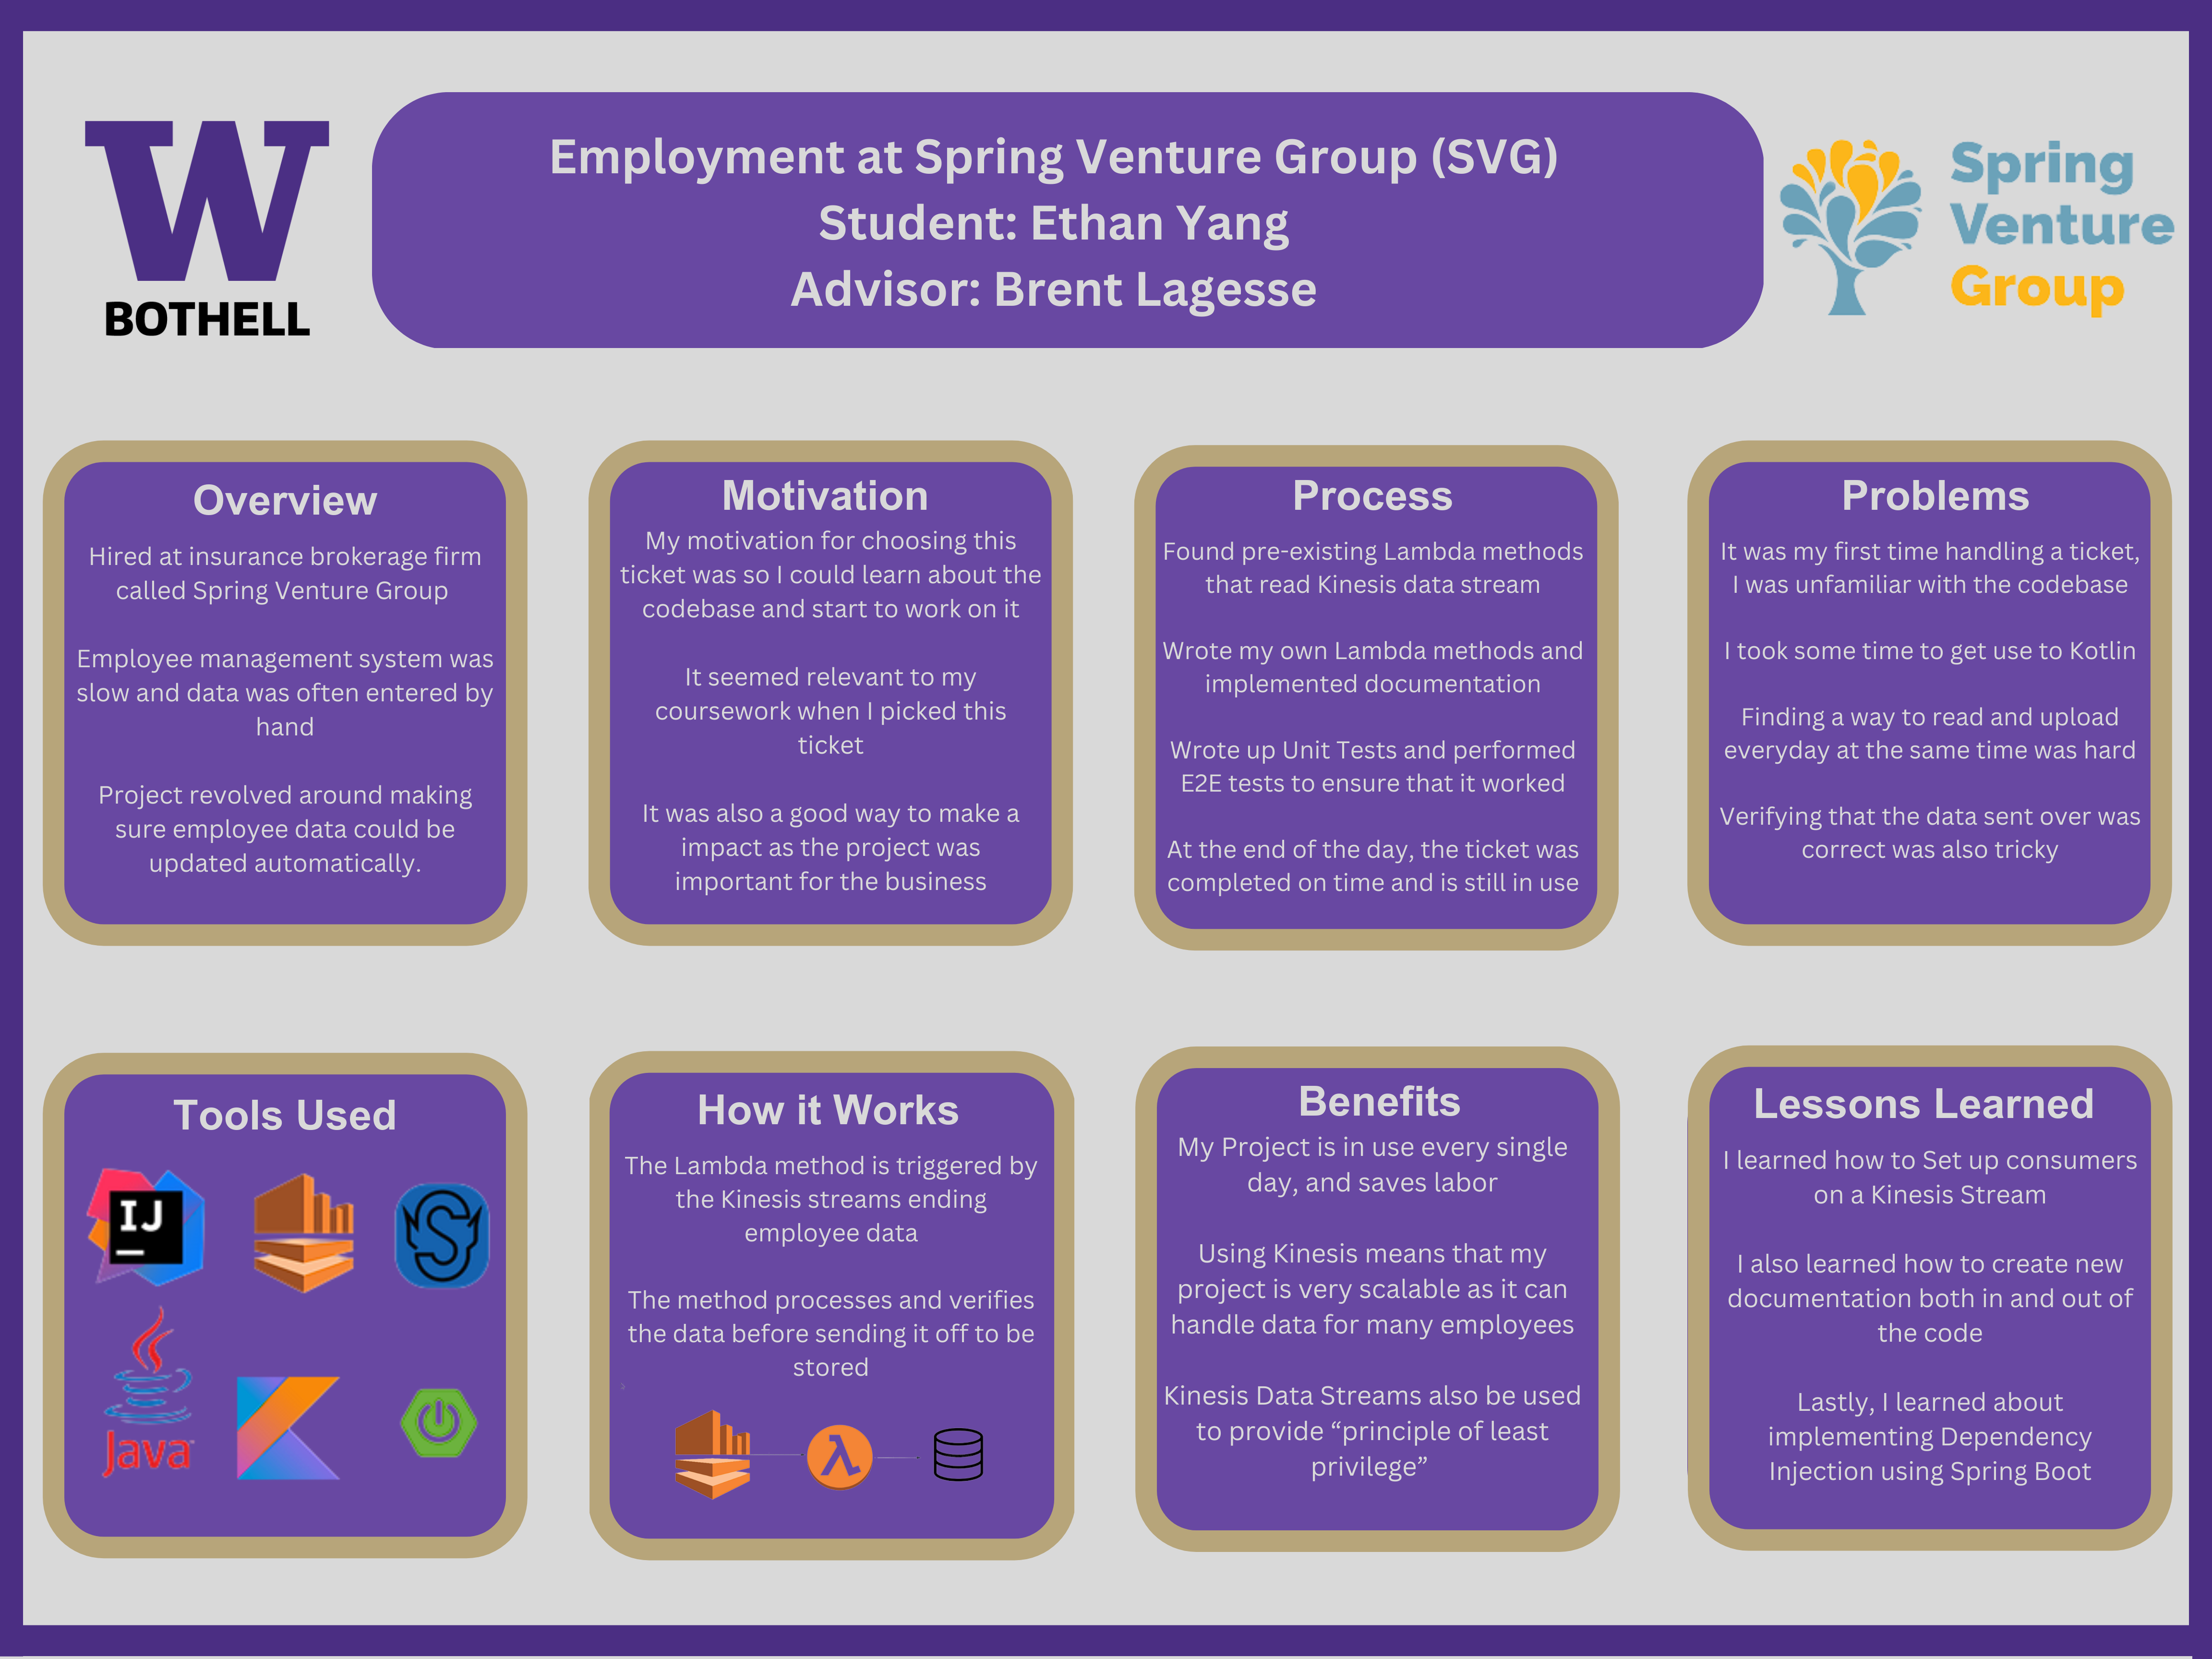 W
BOTHELL
Employment at Spring Venture Group (SVG)
Student: Ethan Yang
Advisor: Brent Lagesse
Spring
Venture
Group
Overview
Hired at insurance brokerage firm
called Spring Venture Group
Employee management system was
slow and data was often entered by
hand
Project revolved around making
sure employee data could be
updated automatically.
Motivation
My motivation for choosing this
ticket was so I could learn about the
codebase and start to work on it
It seemed relevant to my
coursework when I picked this
ticket
It was also a good way to make a
impact as the project was
important for the business
Process
Found pre-existing Lambda methods
that read Kinesis data stream
Wrote my own Lambda methods and
implemented documentation
Wrote up Unit Tests and performed
E2E tests to ensure that it worked
At the end of the day, the ticket was
completed on time and is still in use
Problems
It was my first time handling a ticket,
I was unfamiliar with the codebase
I took some time to get use to Kotlin
Finding a way to read and upload
everyday at the same time was hard
Verifying that the data sent over was
correct was also tricky
Tools Used
IJ
S
Java
How it Works
The Lambda method is triggered by
the Kinesis streams ending
employee data
The method processes and verifies
the data before sending it off to be
stored
λ
Benefits
My Project is in use every single
day, and saves labor
Using Kinesis means that my
project is very scalable as it can
handle data for many employees
Kinesis Data Streams also be used
to provide “principle of least
privilege”
Lessons Learned
I learned how to Set up consumers
on a Kinesis Stream
I also learned how to create new
documentation both in and out of
the code
Lastly, I learned about
implementing Dependency
Injection using Spring Boot